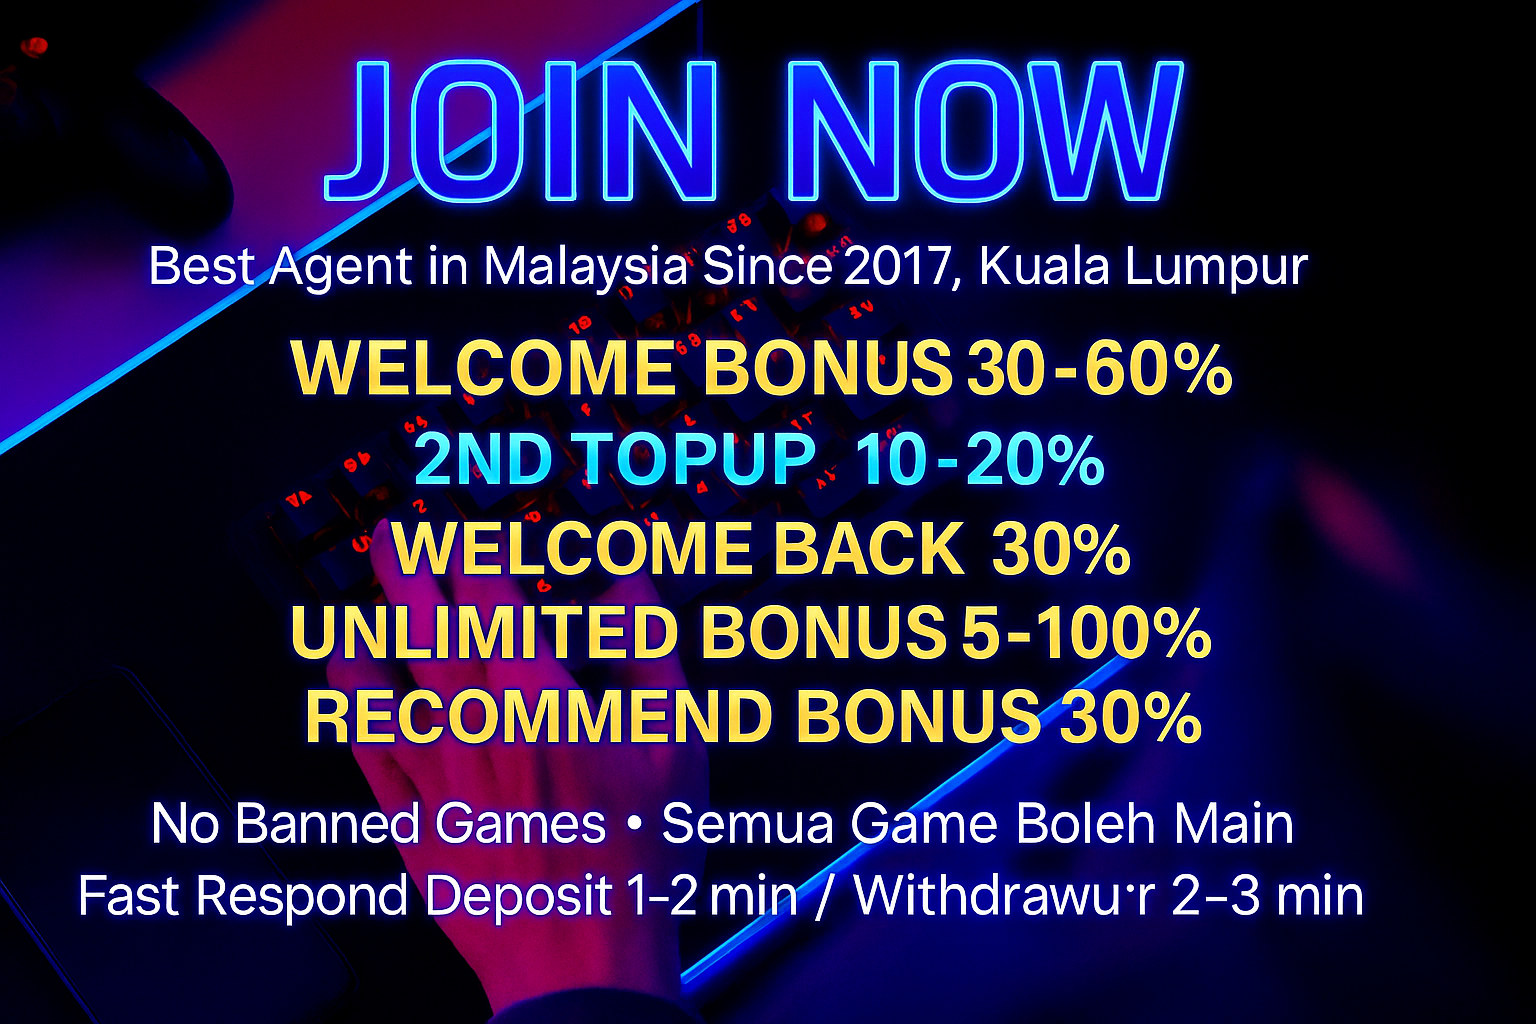 JOIN NOW
Best Agent in Malaysia Since 2017, Kuala Lumpur
WELCOME BONUS 30-60%
2ND TOPUP 10-20%
WELCOME BACK 30%
UNLIMITED BONUS 5-100%
RECOMMEND BONUS 30%
No Banned Games • Semua Game Boleh Main
Fast Respond Deposit 1-2 min / Withdrawu·r 2-3 min